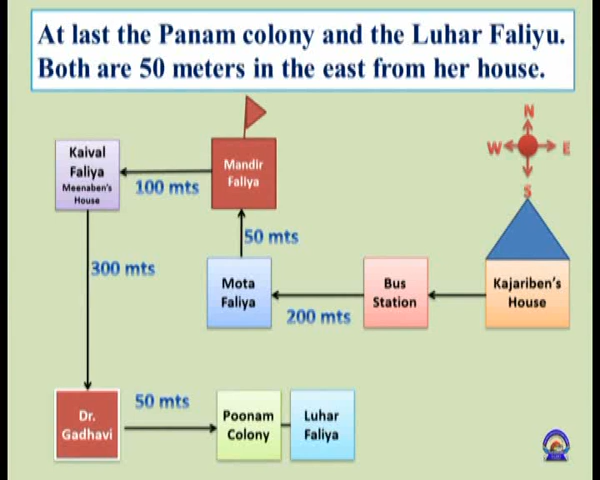 At last the Panam colony and the Luhar Faliyu.
Both are 50 meters in the east from her house.
N
W E
S
Kaival
Faliya
Meenaben's
House
100 mts
Mandir
Faliya
50 mts
300 mts
Mota
Faliya
200 mts
Bus
Station
Kajariben's
House
Dr.
Gadhavi
50 mts
Poonam
Colony
Luhar
Faliya